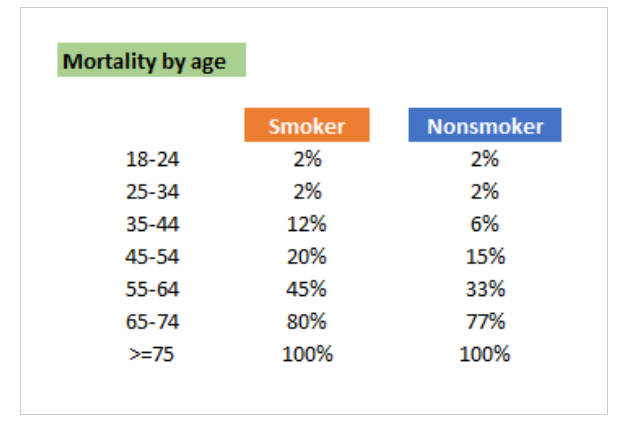 Mortality by age
Smoker Nonsmoker
18-24 2% 2%
25-34 2% 2%
35-44 12% 6%
45-54 20% 15%
55-64 45% 33%
65-74 80% 77%
>=75 100% 100%